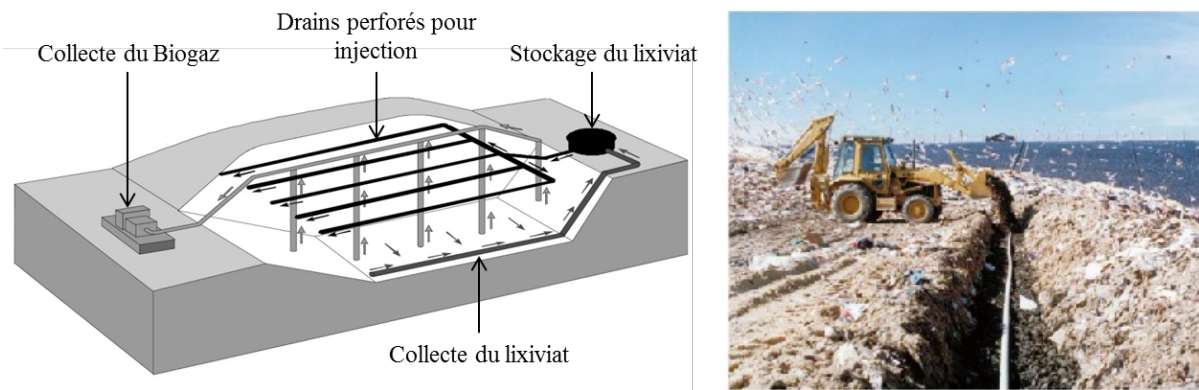 Drains perforés pour
injection
Collecte du Biogaz
Stockage du lixiviat
Collecte du lixiviat